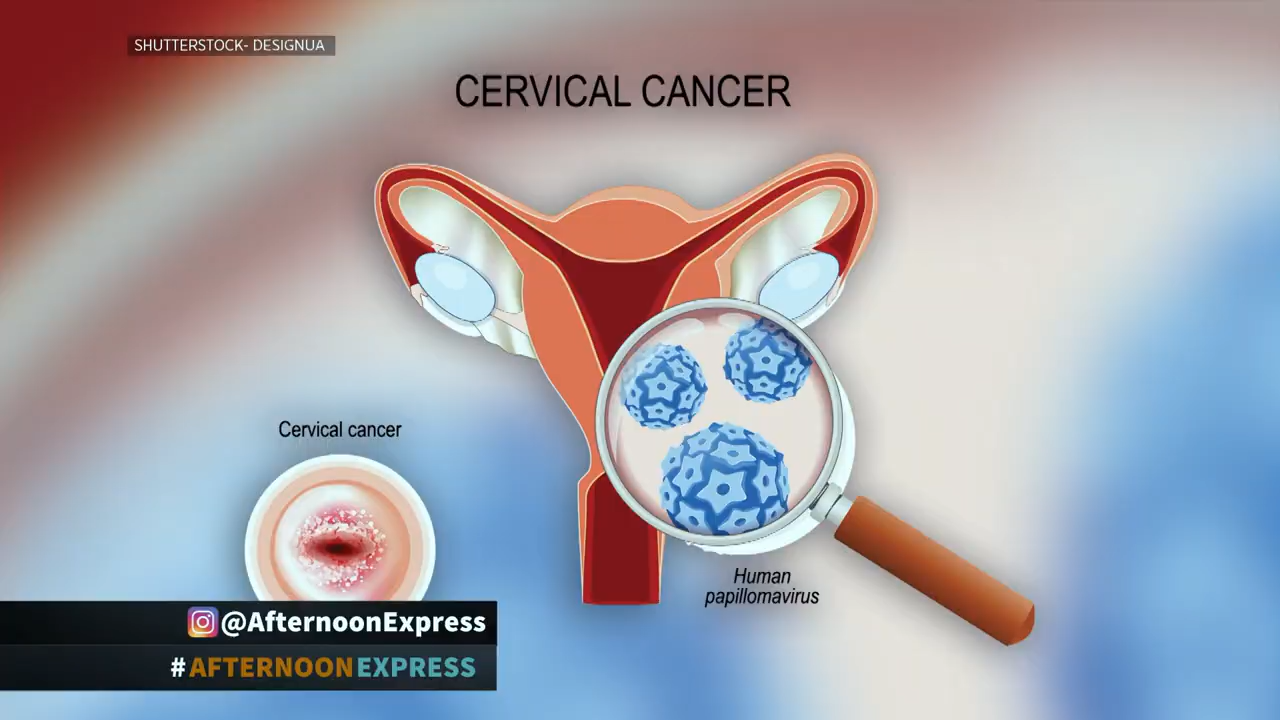 SHUTTERSTOCK- DESIGNUA
CERVICAL CANCER
Cervical cancer
Human
papillomavirus
@AfternoonExpress
#AFTERNOONEXPRESS